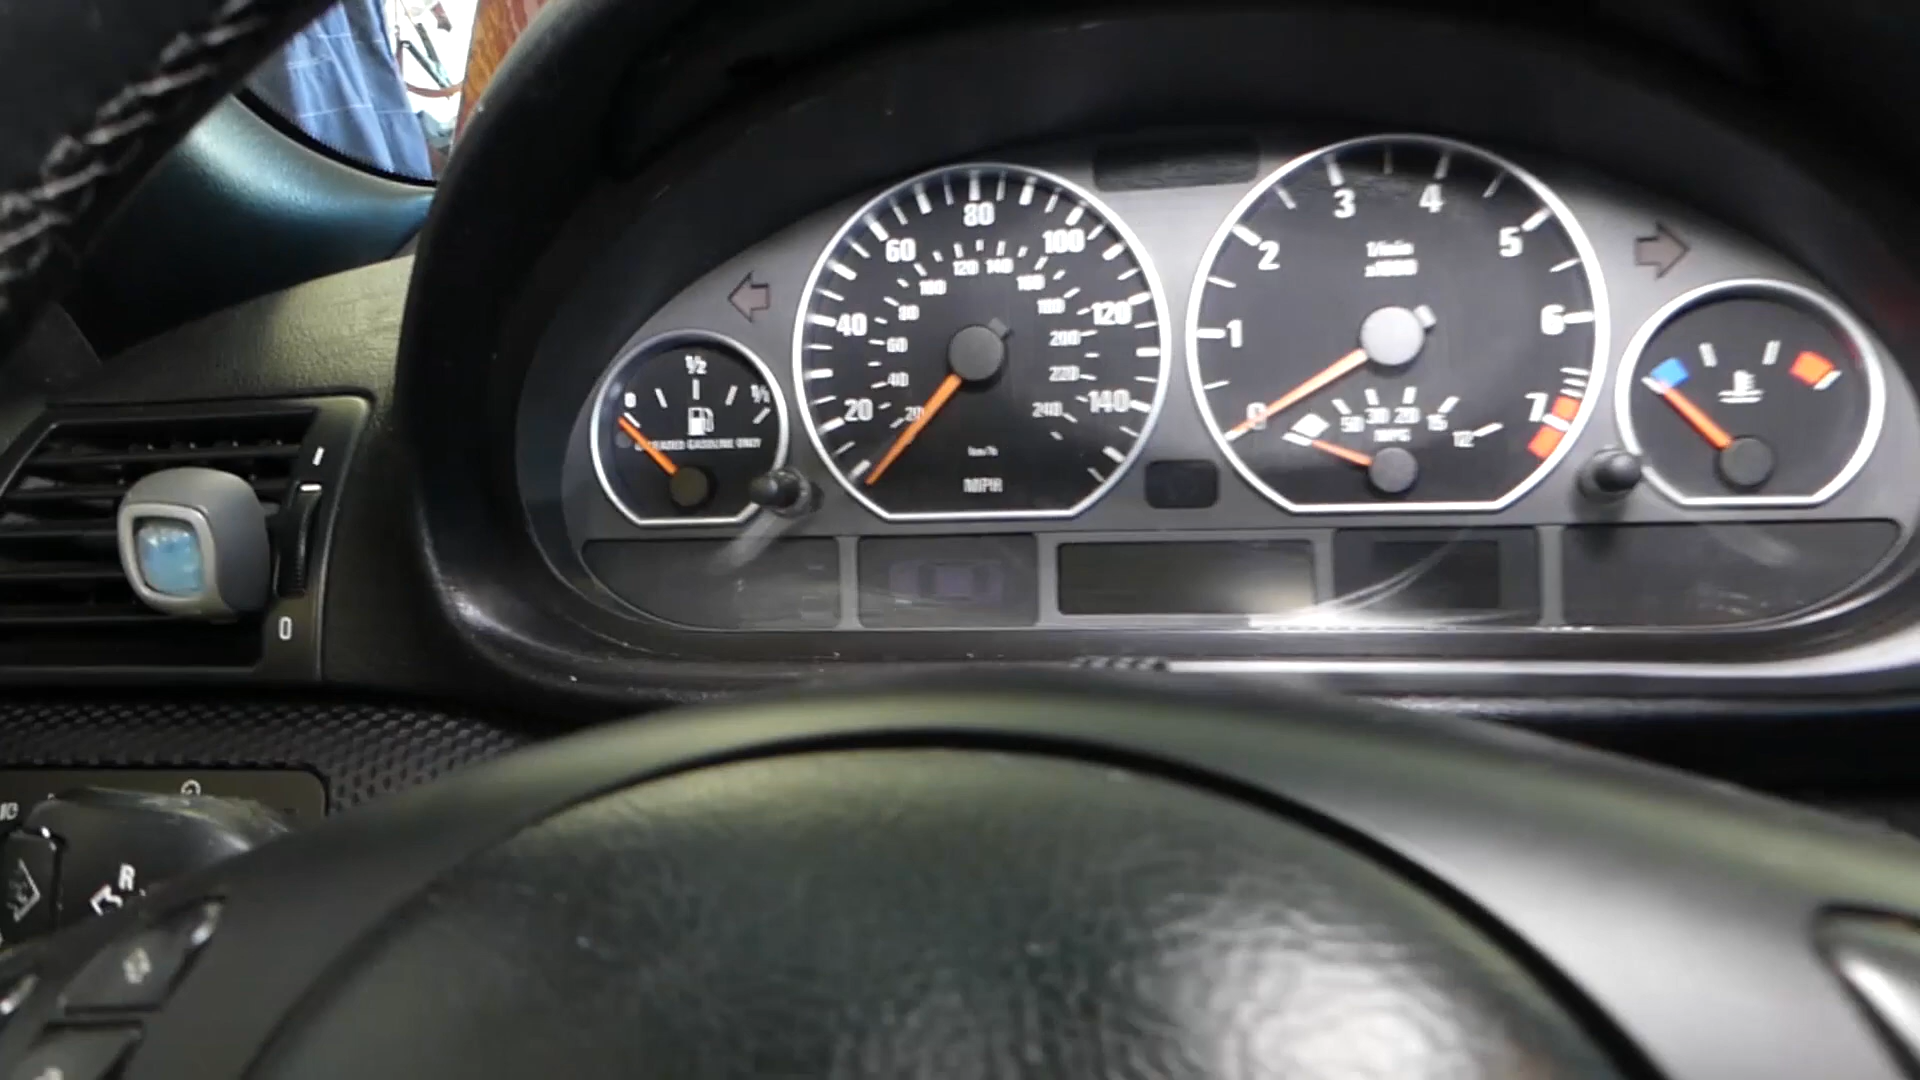 0 1/2 1/1
UNLEADED GASOLINE ONLY
20 40 60 80 100 120 140
20 40 60 80 100 120 140 160 180 200 220 240
km/h
MPH
0 1 2 3 4 5 6 7
1/min
x1000
50 30 20 15 12
MPG
0
R